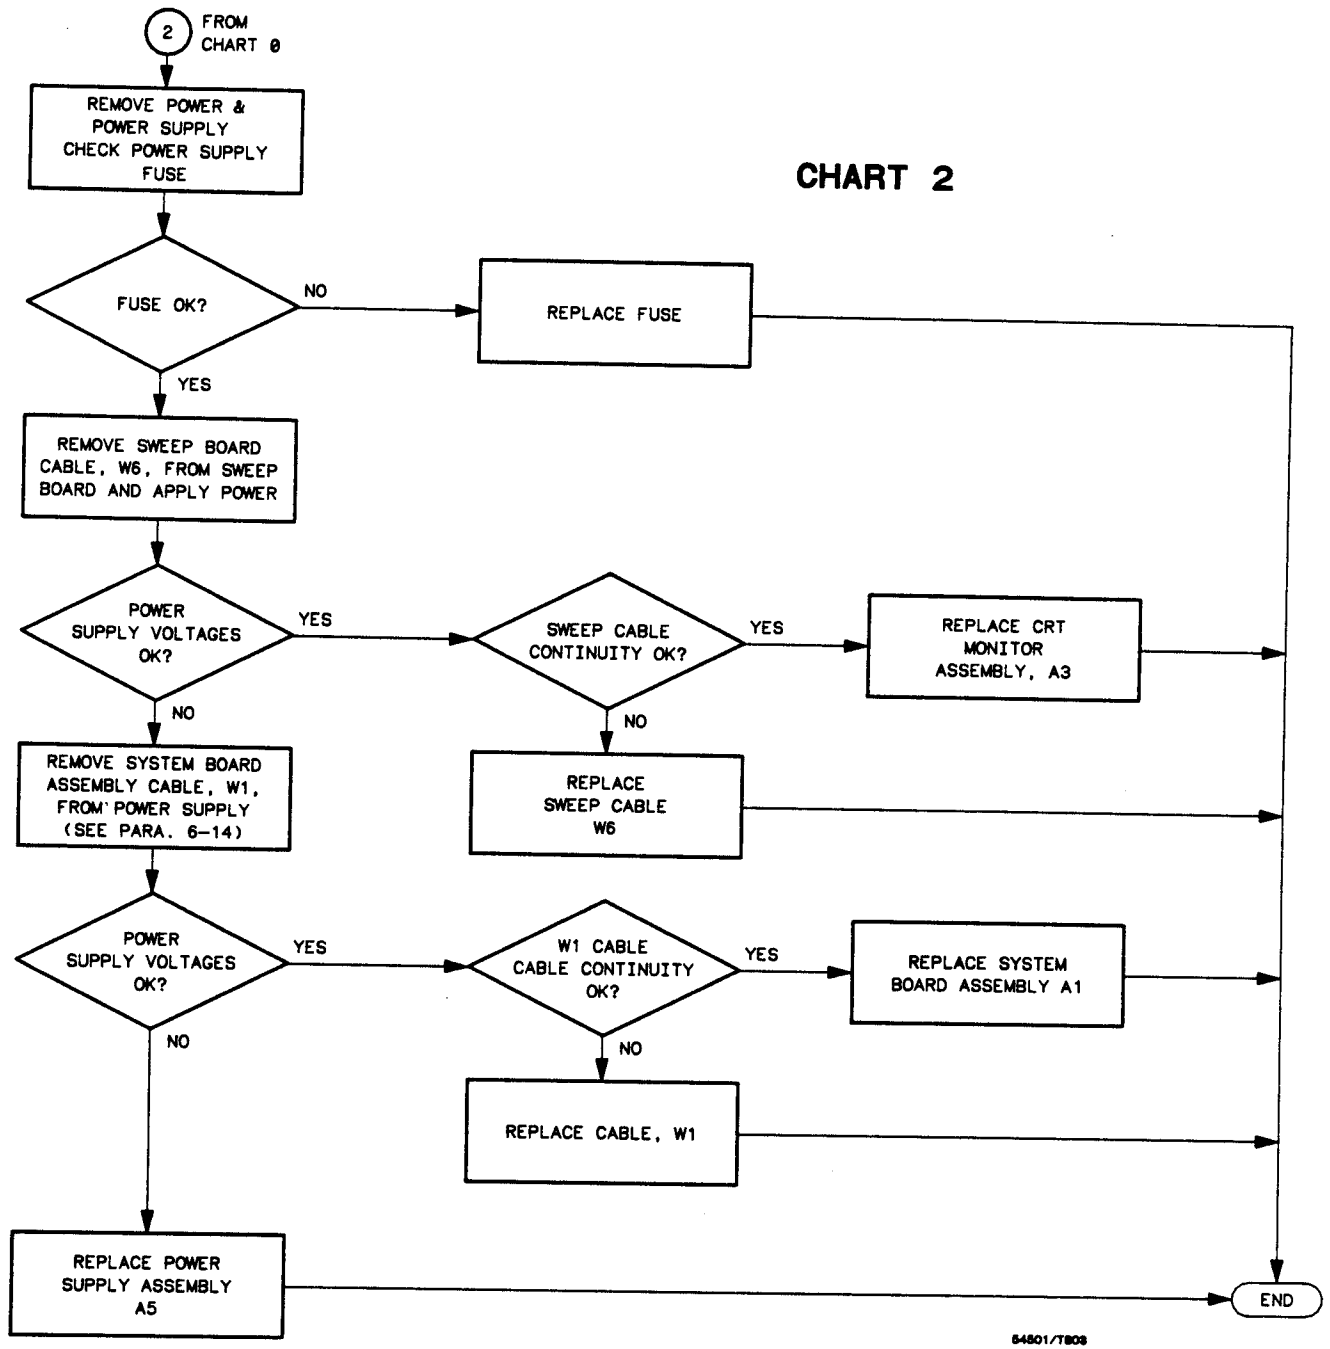 2
FROM
CHART 0
REMOVE POWER &
POWER SUPPLY
CHECK POWER SUPPLY
FUSE
CHART 2
FUSE OK?
NO
REPLACE FUSE
YES
REMOVE SWEEP BOARD
CABLE, W6, FROM SWEEP
BOARD AND APPLY POWER
POWER
SUPPLY VOLTAGES
OK?
YES
SWEEP CABLE
CONTINUITY OK?
YES
REPLACE CRT
MONITOR
ASSEMBLY, A3
NO
NO
REMOVE SYSTEM BOARD
ASSEMBLY CABLE, W1,
FROM POWER SUPPLY
(SEE PARA. 6-14)
REPLACE
SWEEP CABLE
W6
POWER
SUPPLY VOLTAGES
OK?
YES
W1 CABLE
CABLE CONTINUITY
OK?
YES
REPLACE SYSTEM
BOARD ASSEMBLY A1
NO
NO
REPLACE CABLE, W1
REPLACE POWER
SUPPLY ASSEMBLY
A5
END
54501/T803